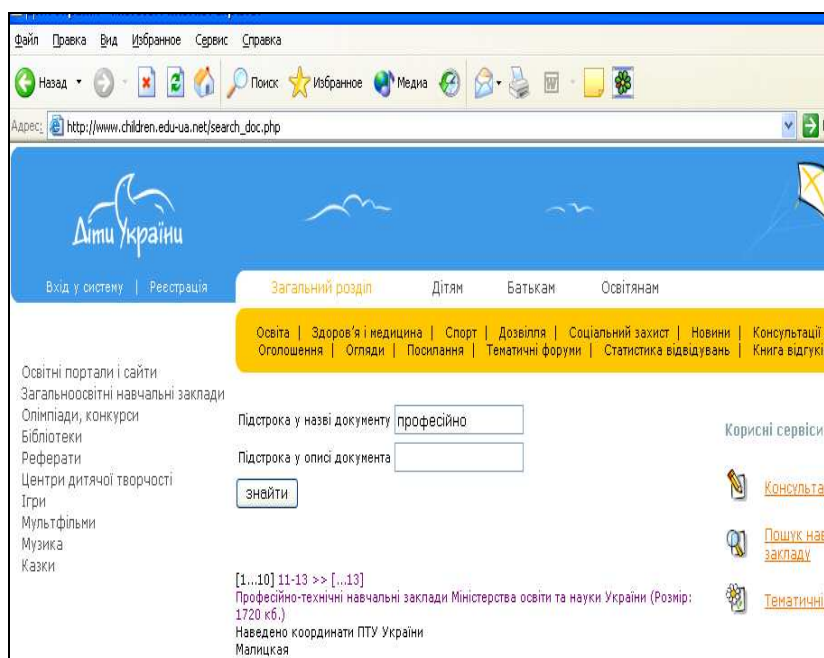 Файл Правка Вид Избранное Сервис Справка
Назад Поиск Избранное Медиа
Адрес: http://www.children.edu-ua.net/search_doc.php
Діти України
Вхід у систему | Реєстрація
Загальний розділ Дітям Батькам Освітянам
Освіта | Здоров'я і медицина | Спорт | Дозвілля | Соціальний захист | Новини | Консультації
Оголошення | Огляди | Посилання | Тематичні форуми | Статистика відвідувань | Книга відгукі
Освітні портали і сайти
Загальноосвітні навчальні заклади
Олімпіади, конкурси
Бібліотеки
Реферати
Центри дитячої творчості
Ігри
Мультфільми
Музика
Казки
Підстрока у назві документу професійно
Підстрока у описі документа
знайти
[1...10] 11-13 >> [...13]
Професійно-технічні навчальні заклади Міністерства освіти та науки України (Розмір:
1720 кб.)
Наведено координати ПТУ України
Малицкая
Корисні сервіси
Консульта
Пошук нав
закладу
Тематичні